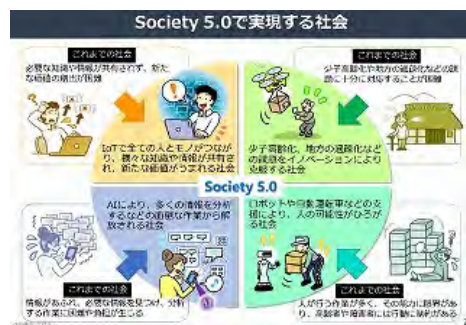 Society 5.0で実現する社会
これまでの社会
必要な知識や情報が共有されず、新た
な価値の創出が困難
これまでの社会
少子高齢化や地方の過疎化などの課
題に十分に対応することが困難
IoTで全ての人とモノがつなが
り、様々な知識や情報が共有さ
れ、新たな価値がうまれる社会
少子高齢化、地方の過疎化など
の課題をイノベーションにより
克服する社会
Society 5.0
AIにより、多くの情報を分析
するなどの面倒な作業から解
放される社会
ロボットや自動運転車などの支
援により、人の可能性がひろが
る社会
これまでの社会
情報があふれ、必要な情報を見つけ、分析
する作業に困難や負担が生じる
これまでの社会
人が行う作業が多く、その能力に限界があ
り、高齢者や障害者には行動に制約がある